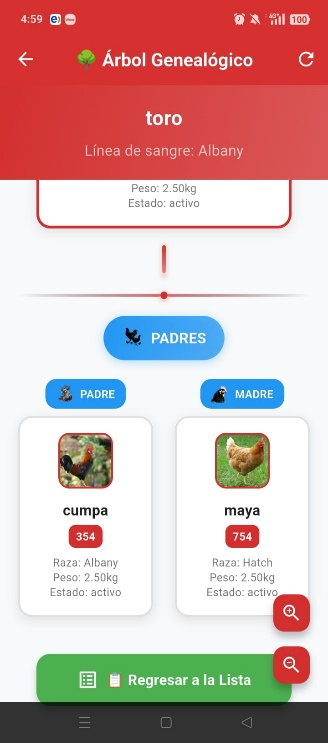 4:59
100
Árbol Genealógico
toro
Línea de sangre: Albany
Peso: 2.50kg
Estado: activo
PADRES
PADRE
MADRE
cumpa
354
Raza: Albany
Peso: 2.50kg
Estado: activo
maya
754
Raza: Hatch
Peso: 2.50kg
Estado: activo
Regresar a la Lista